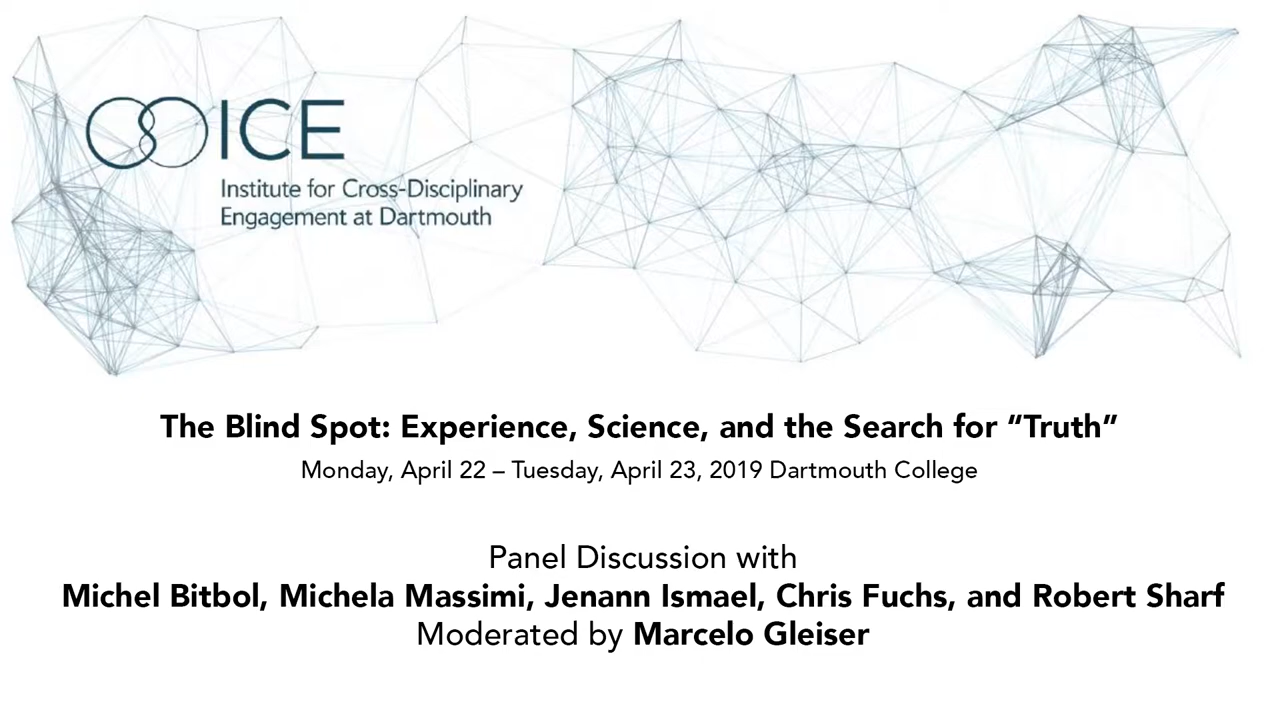 ICE
Institute for Cross-Disciplinary
Engagement at Dartmouth
The Blind Spot: Experience, Science, and the Search for “Truth”
Monday, April 22 – Tuesday, April 23, 2019 Dartmouth College
Panel Discussion with
Michel Bitbol, Michela Massimi, Jenann Ismael, Chris Fuchs, and Robert Sharf
Moderated by Marcelo Gleiser